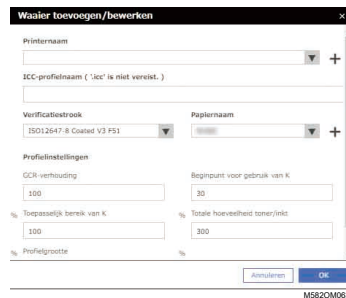 Waaier toevoegen/bewerken ×
Printernaam
ICC-profielnaam ( '.icc' is niet vereist. )
Verificatiestrook Papiernaam
ISO12647-8 Coated V3 F51
Profielinstellingen
GCR-verhouding Beginpunt voor gebruik van K
100 30
% Toepasselijk bereik van K % Totale hoeveelheid toner/inkt
100 300
% Profielgrootte %
Annuleren OK
M582OM06